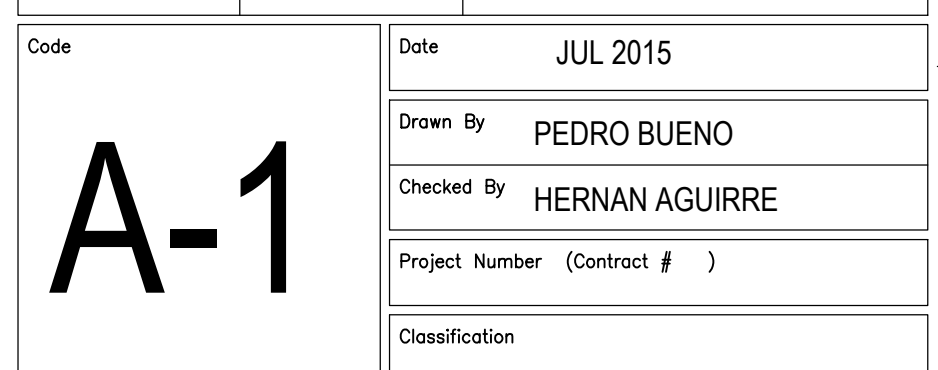 Code
A-1
Date JUL 2015
Drawn By PEDRO BUENO
Checked By HERNAN AGUIRRE
Project Number (Contract # )
Classification